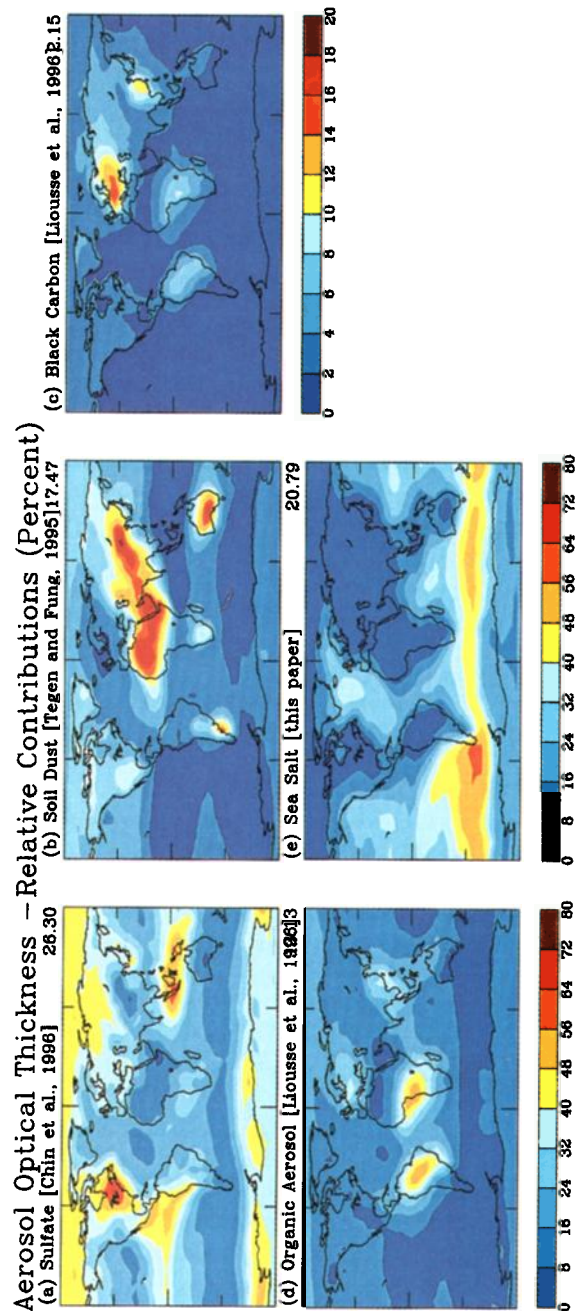 Aerosol Optical Thickness – Relative Contributions (Percent)
(a) Sulfate [Chin et al., 1996] 26.30
(b) Soil Dust [Tegen and Fung, 1995] 17.47
(c) Black Carbon [Liousse et al., 1996] 2.15
(d) Organic Aerosol [Liousse et al.,
(e) Sea Salt [this paper] 20.79
0 8 16 24 32 40 48 56 64 72 80
0 8 16 24 32 40 48 56 64 72 80
0 2 4 6 8 10 12 14 16 18 20